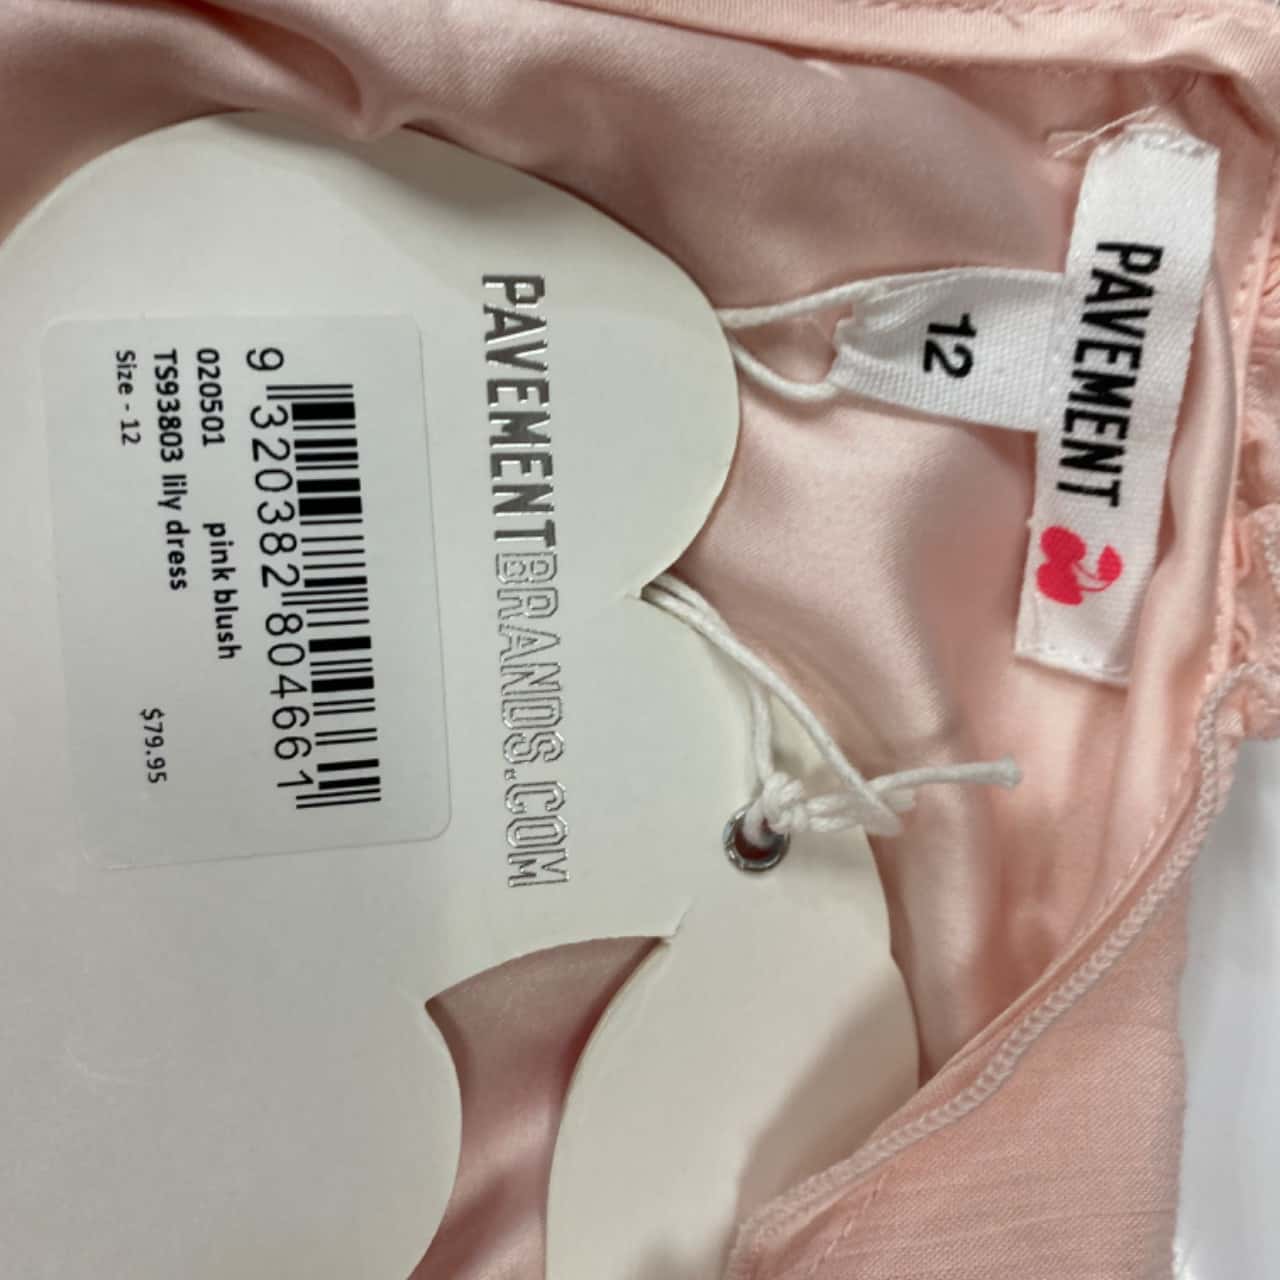 PAVEMENT
12
PAVEMENTBRANDS.COM
9 320382 804661
020501 pink blush
TS93803 lily dress
Size - 12 $79.95